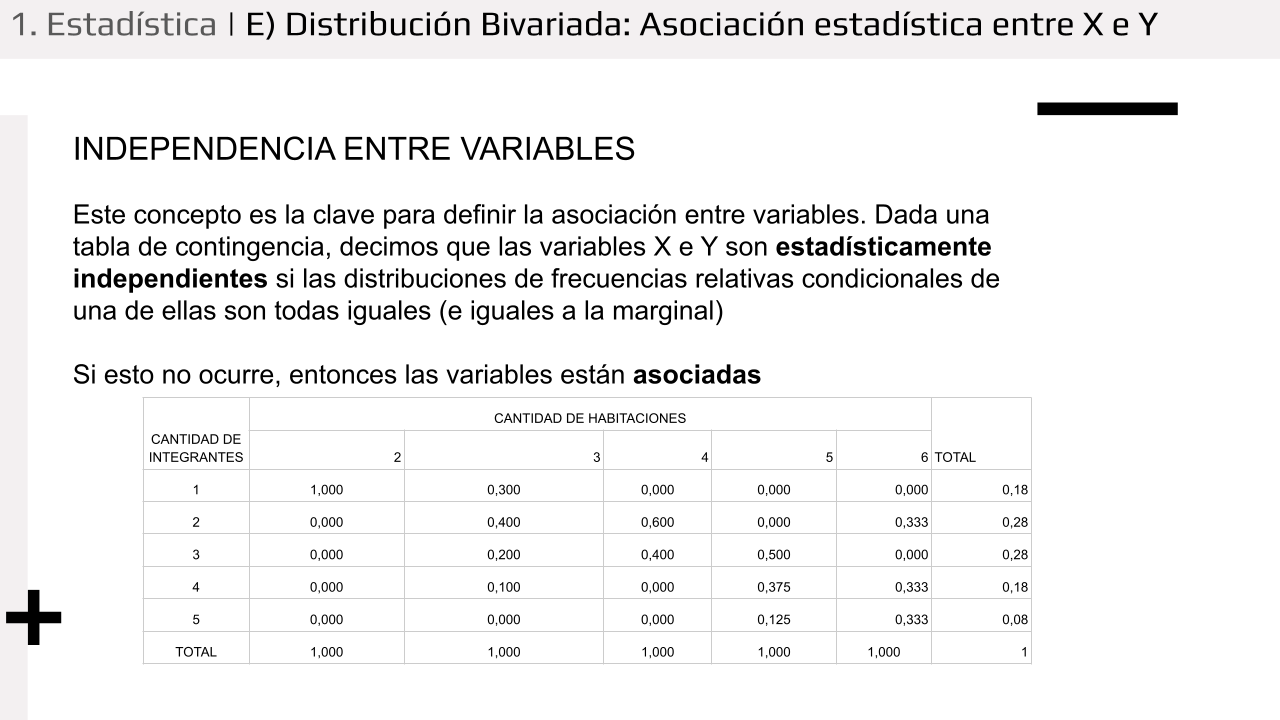 1. Estadística | E) Distribución Bivariada: Asociación estadística entre X e Y
INDEPENDENCIA ENTRE VARIABLES
Este concepto es la clave para definir la asociación entre variables. Dada una
tabla de contingencia, decimos que las variables X e Y son estadísticamente
independientes si las distribuciones de frecuencias relativas condicionales de
una de ellas son todas iguales (e iguales a la marginal)
Si esto no ocurre, entonces las variables están asociadas
CANTIDAD DE HABITACIONES
CANTIDAD DE
INTEGRANTES 2 3 4 5 6 TOTAL
1 1,000 0,300 0,000 0,000 0,000 0,18
2 0,000 0,400 0,600 0,000 0,333 0,28
3 0,000 0,200 0,400 0,500 0,000 0,28
4 0,000 0,100 0,000 0,375 0,333 0,18
5 0,000 0,000 0,000 0,125 0,333 0,08
TOTAL 1,000 1,000 1,000 1,000 1,000 1